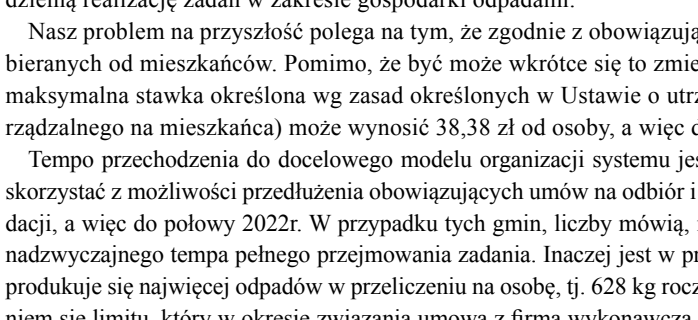 dzielną realizację zadań w zakresie gospodarki odpadami.
Nasz problem na przyszłość polega na tym, że zgodnie z obowiązują
bieranych od mieszkańców. Pomimo, że być może wkrótce się to zmie
maksymalna stawka określona wg zasad określonych w Ustawie o utrz
rządzalnego na mieszkańca) może wynosić 38,38 zł od osoby, a więc d
Tempo przechodzenia do docelowego modelu organizacji systemu jes
skorzystać z możliwości przedłużenia obowiązujących umów na odbiór i
dacji, a więc do połowy 2022r. W przypadku tych gmin, liczby mówią,
nadzwyczajnego tempa pełnego przejmowania zadania. Inaczej jest w pr
produkuje się najwięcej odpadów w przeliczeniu na osobę, tj. 628 kg rocz
niem się limitu, który w okresie związania umową z firmą wykonawczą